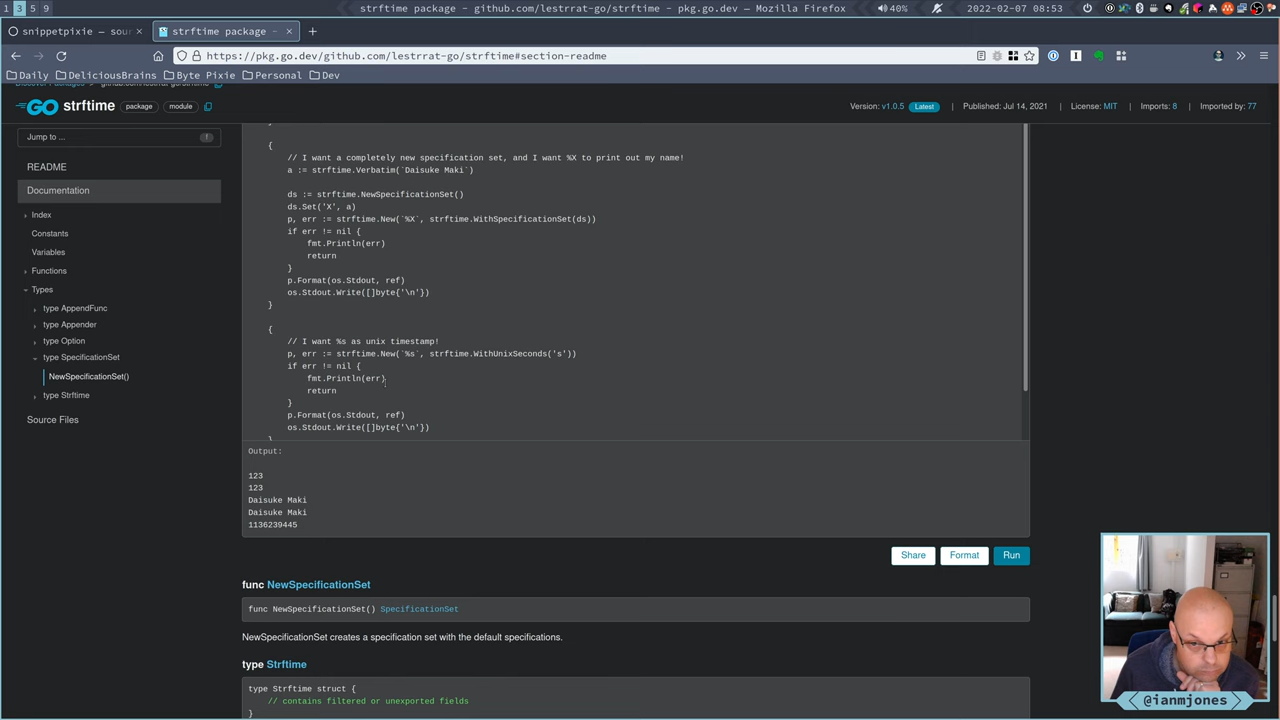 1 3 5 9
strftime package - github.com/lestrrat-go/strftime - pkg.go.dev — Mozilla Firefox
40%
2022-02-07 08:53
snippetpixie — sour
strftime package -
https://pkg.go.dev/github.com/lestrrat-go/strftime#section-readme
Daily DeliciousBrains Byte Pixie Personal Dev
Discover Packages github.com/lestrrat-go/strftime
GO strftime package module
Version: v1.0.5 Latest | Published: Jul 14, 2021 | License: MIT | Imports: 8 | Imported by: 77
Jump to ...
README
Documentation
Index
Constants
Variables
Functions
Types
type AppendFunc
type Appender
type Option
type SpecificationSet
NewSpecificationSet()
type Strftime
Source Files
}
{
// I want a completely new specification set, and I want %X to print out my name!
a := strftime.Verbatim(`Daisuke Maki`)
ds := strftime.NewSpecificationSet()
ds.Set('X', a)
p, err := strftime.New(`%X`, strftime.WithSpecificationSet(ds))
if err != nil {
fmt.Println(err)
return
}
p.Format(os.Stdout, ref)
os.Stdout.Write([]byte{'\n'})
}
{
// I want %s as unix timestamp!
p, err := strftime.New(`%s`, strftime.WithUnixSeconds('s'))
if err != nil {
fmt.Println(err)
return
}
p.Format(os.Stdout, ref)
os.Stdout.Write([]byte{'\n'})
}
Output:
123
123
Daisuke Maki
Daisuke Maki
1136239445
Share Format Run
func NewSpecificationSet
func NewSpecificationSet() SpecificationSet
NewSpecificationSet creates a specification set with the default specifications.
type Strftime
type Strftime struct {
// contains filtered or unexported fields
}
@ianmjones